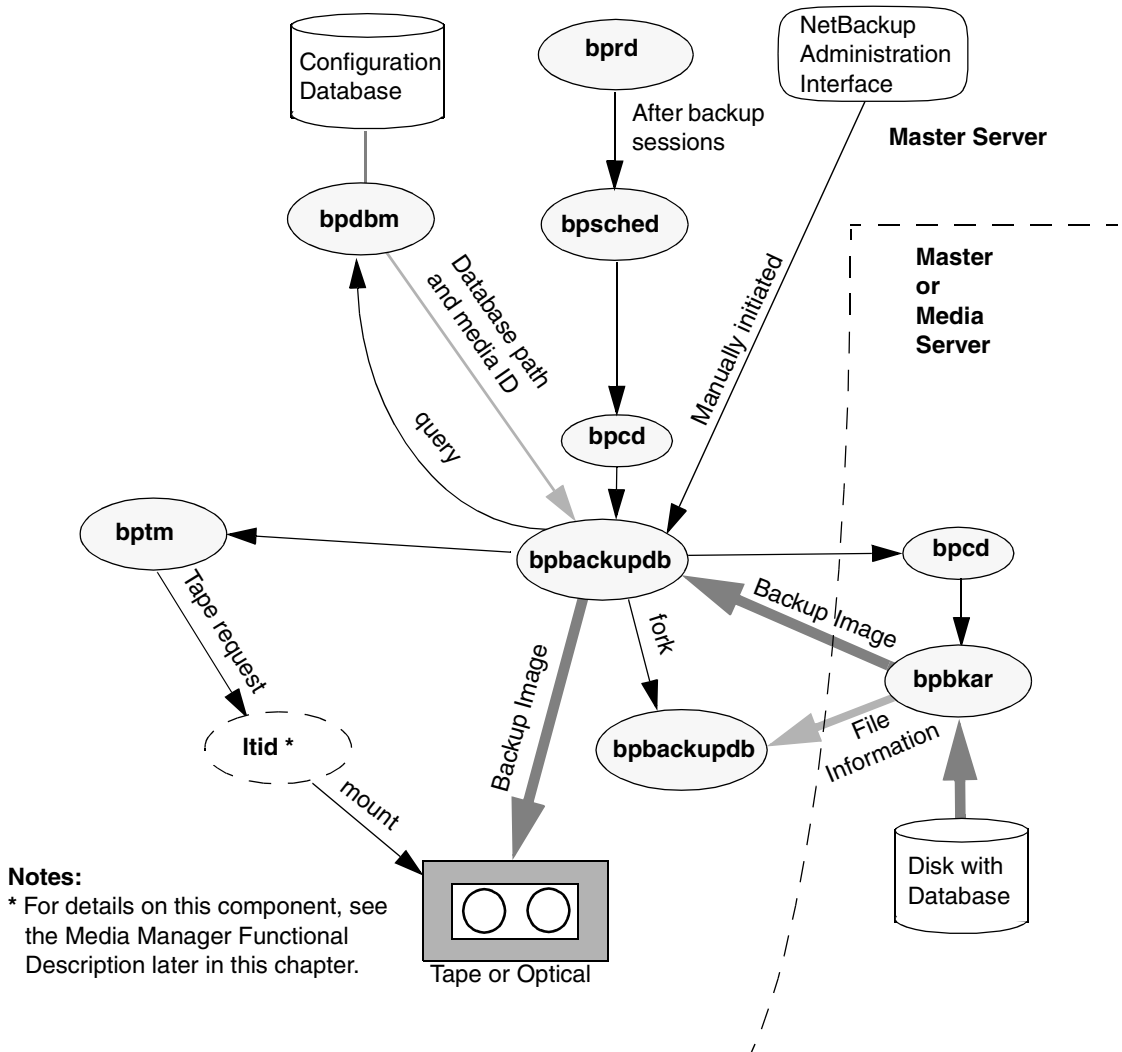 NetBackup
Administration
Interface
Configuration
Database
bprd
After backup
sessions
Master Server
bpdbm
bpsched
Master
or
Media
Server
Database path
and media ID
Manually initiated
query
bpcd
bptm
bpbackupdb
bpcd
Tape request
fork
Backup Image
bpbkar
Backup Image
ltid *
bpbackupdb
File
Information
mount
Disk with
Database
Notes:
* For details on this component, see
the Media Manager Functional
Description later in this chapter.
Tape or Optical